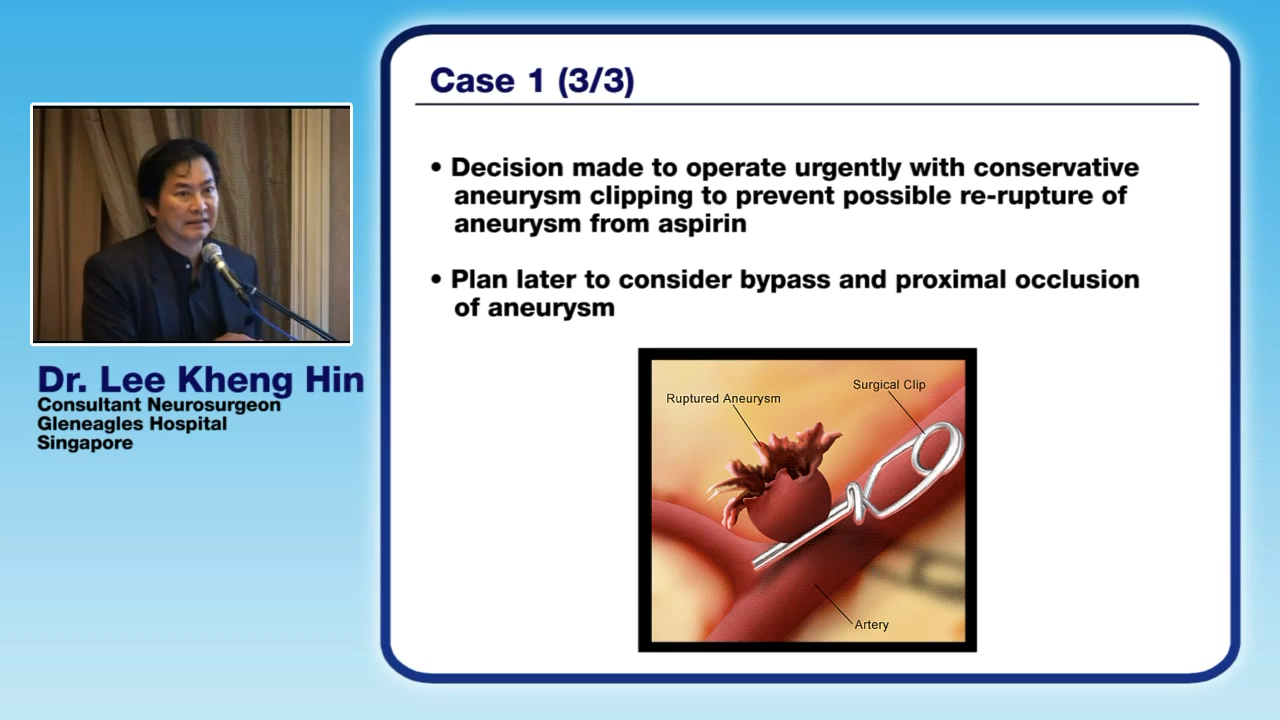 Case 1 (3/3)
• Decision made to operate urgently with conservative
aneurysm clipping to prevent possible re-rupture of
aneurysm from aspirin
• Plan later to consider bypass and proximal occlusion
of aneurysm
Ruptured Aneurysm
Surgical Clip
Artery
Dr. Lee Kheng Hin
Consultant Neurosurgeon
Gleneagles Hospital
Singapore